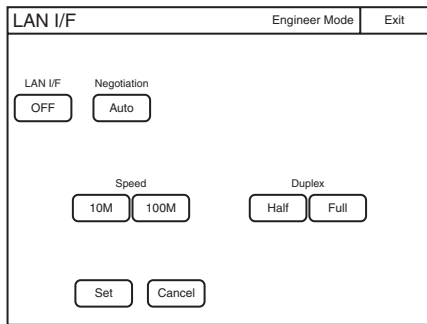 LAN I/F Engineer Mode Exit
LAN I/F Negotiation
OFF Auto
Speed Duplex
10M 100M Half Full
Set Cancel